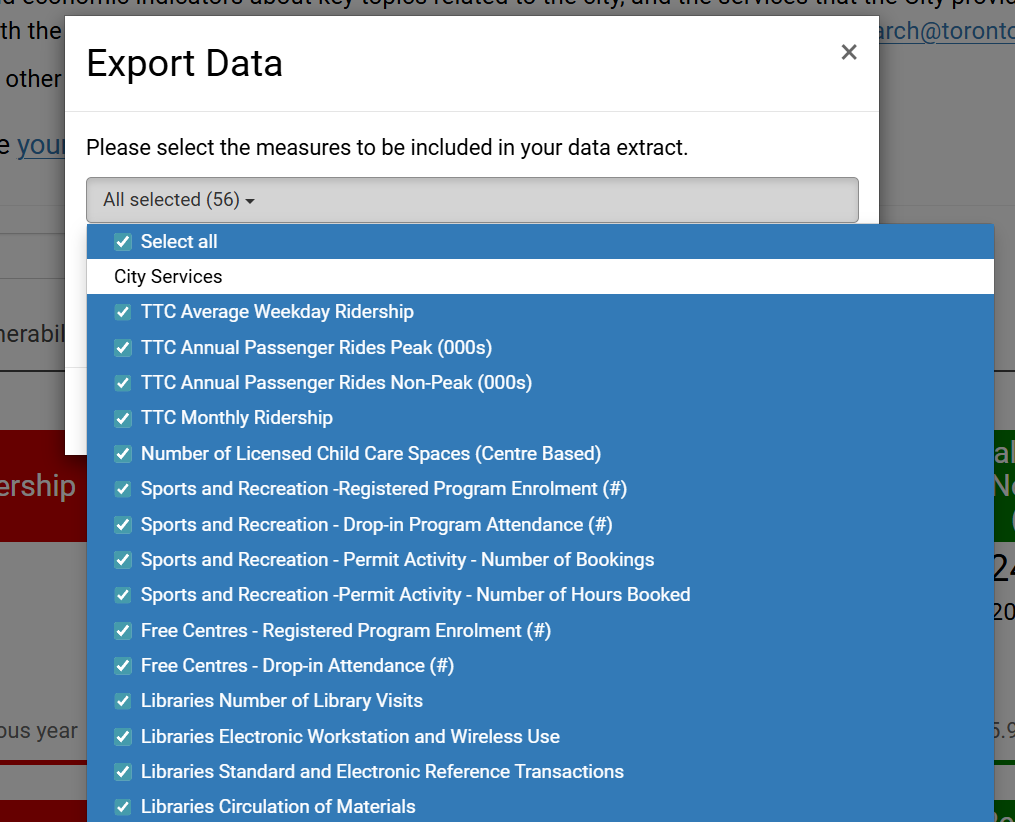 economic indicators about key topics related to the city, and the services that the City
th the
arch@toronto
other
your
Export Data
×
Please select the measures to be included in your data extract.
All selected (56)
Select all
City Services
TTC Average Weekday Ridership
TTC Annual Passenger Rides Peak (000s)
TTC Annual Passenger Rides Non-Peak (000s)
TTC Monthly Ridership
Number of Licensed Child Care Spaces (Centre Based)
Sports and Recreation -Registered Program Enrolment (#)
Sports and Recreation - Drop-in Program Attendance (#)
Sports and Recreation - Permit Activity - Number of Bookings
Sports and Recreation -Permit Activity - Number of Hours Booked
Free Centres - Registered Program Enrolment (#)
Free Centres - Drop-in Attendance (#)
Libraries Number of Library Visits
Libraries Electronic Workstation and Wireless Use
Libraries Standard and Electronic Reference Transactions
Libraries Circulation of Materials
nerabil
ership
ous year